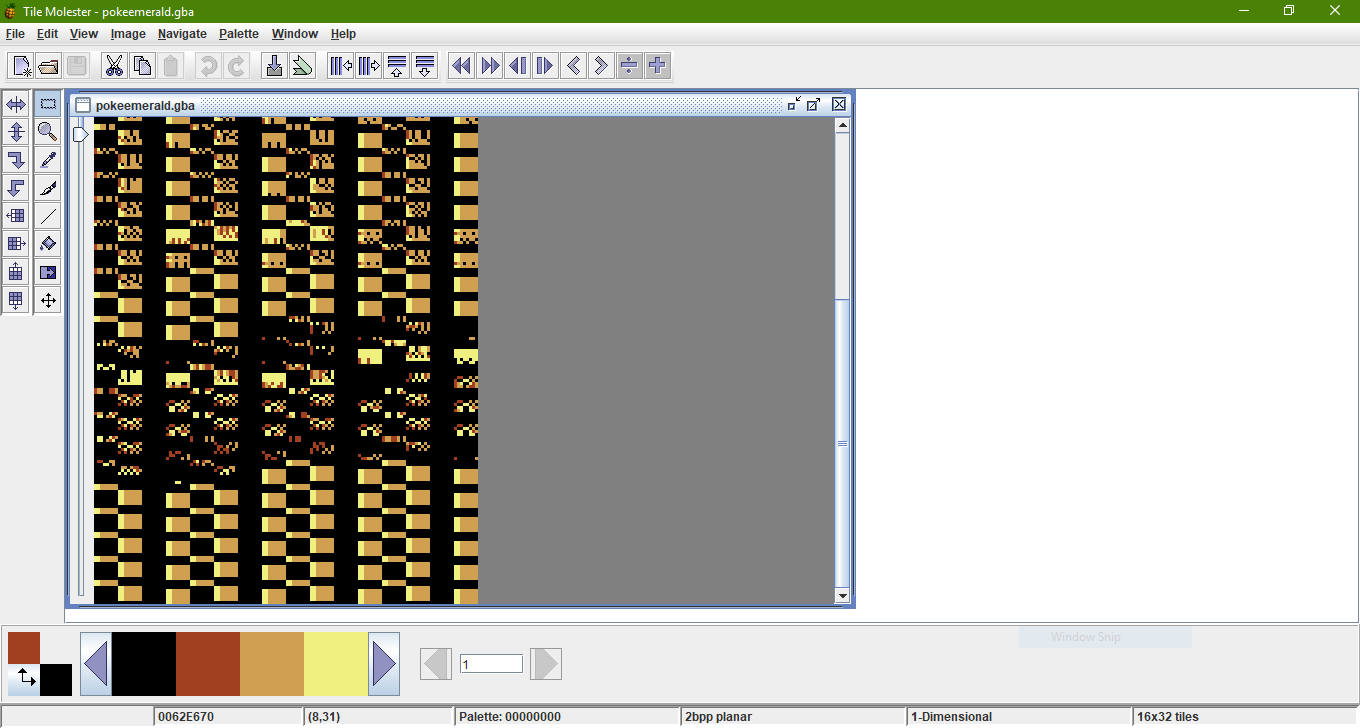 Tile Molester - pokeemerald.gba
File Edit View Image Navigate Palette Window Help
pokeemerald.gba
Window Snip
1
0062E670 (8,31) Palette: 00000000 2bpp planar 1-Dimensional 16x32 tiles